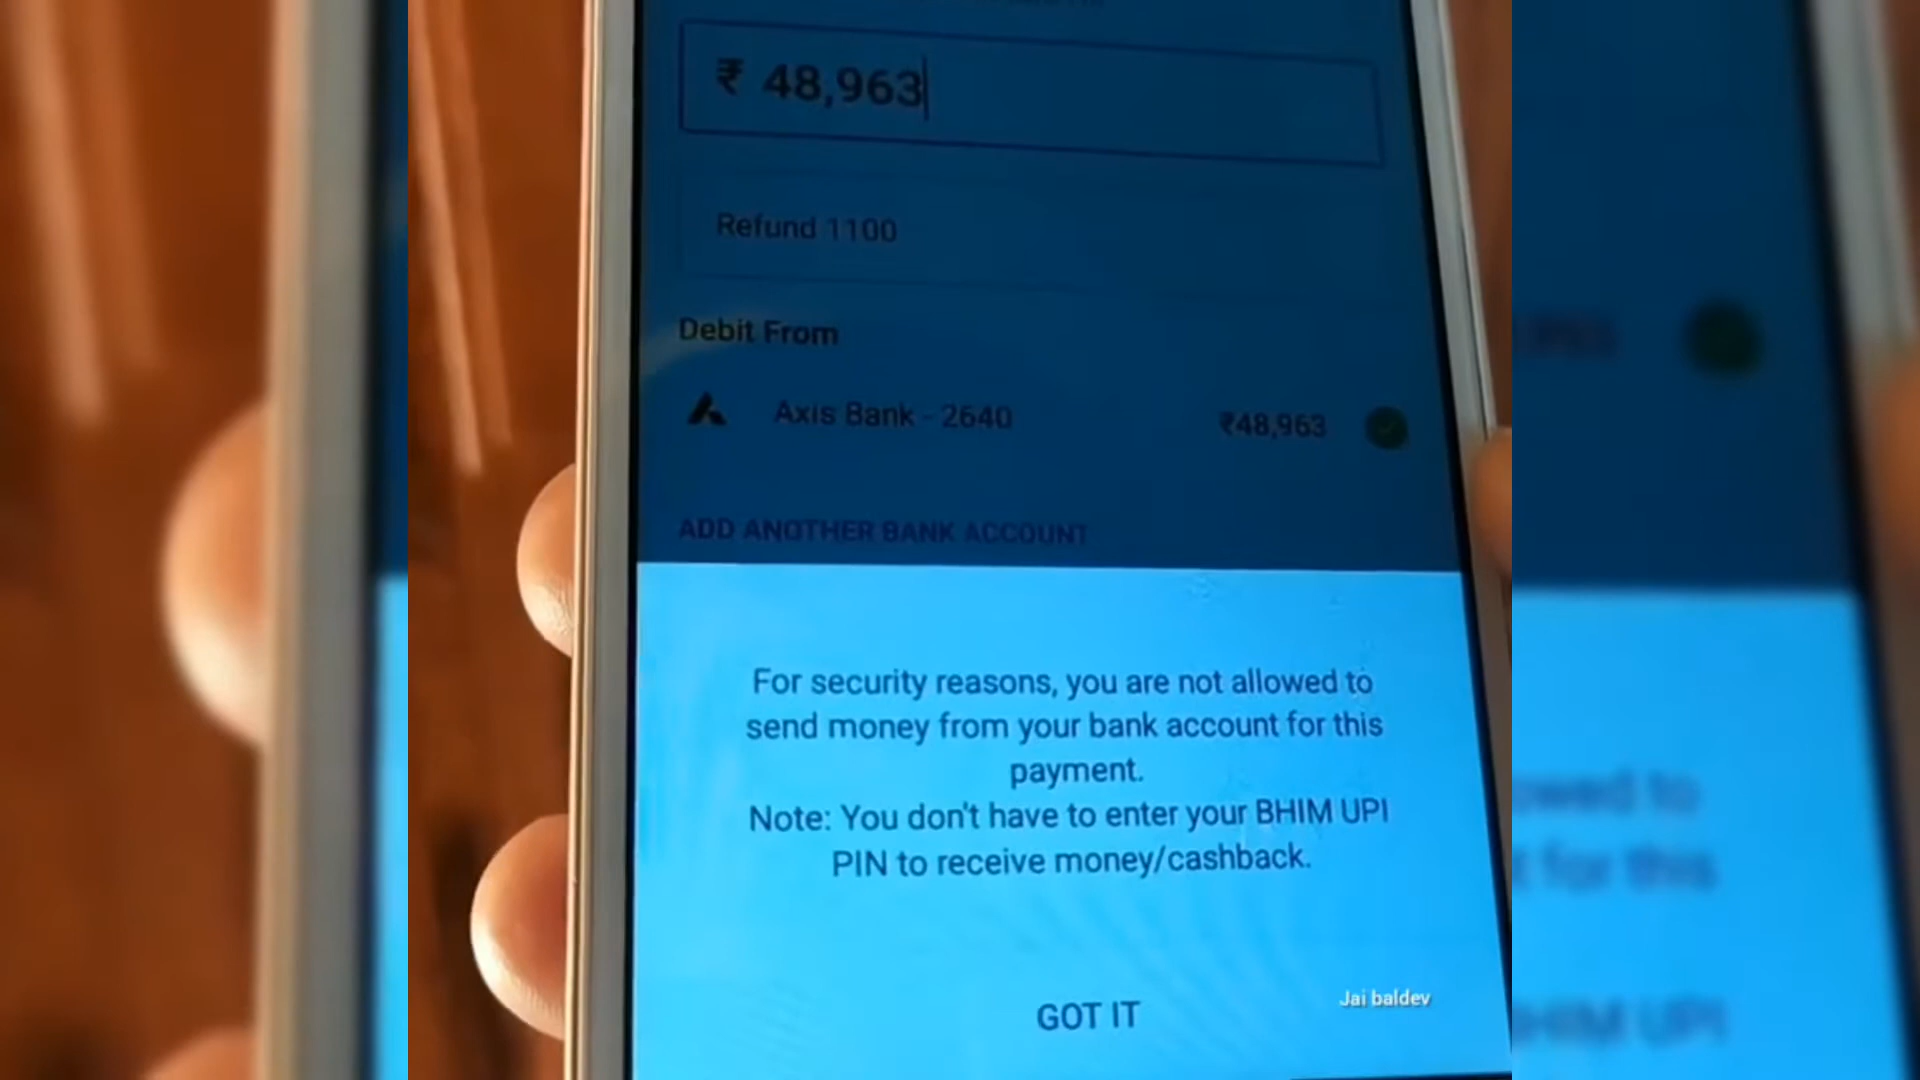 ₹ 48,963
Refund 1100
Debit From
Axis Bank - 2640 ₹48,963
ADD ANOTHER BANK ACCOUNT
For security reasons, you are not allowed to
send money from your bank account for this
payment.
Note: You don't have to enter your BHIM UPI
PIN to receive money/cashback.
GOT IT
Jai baldev